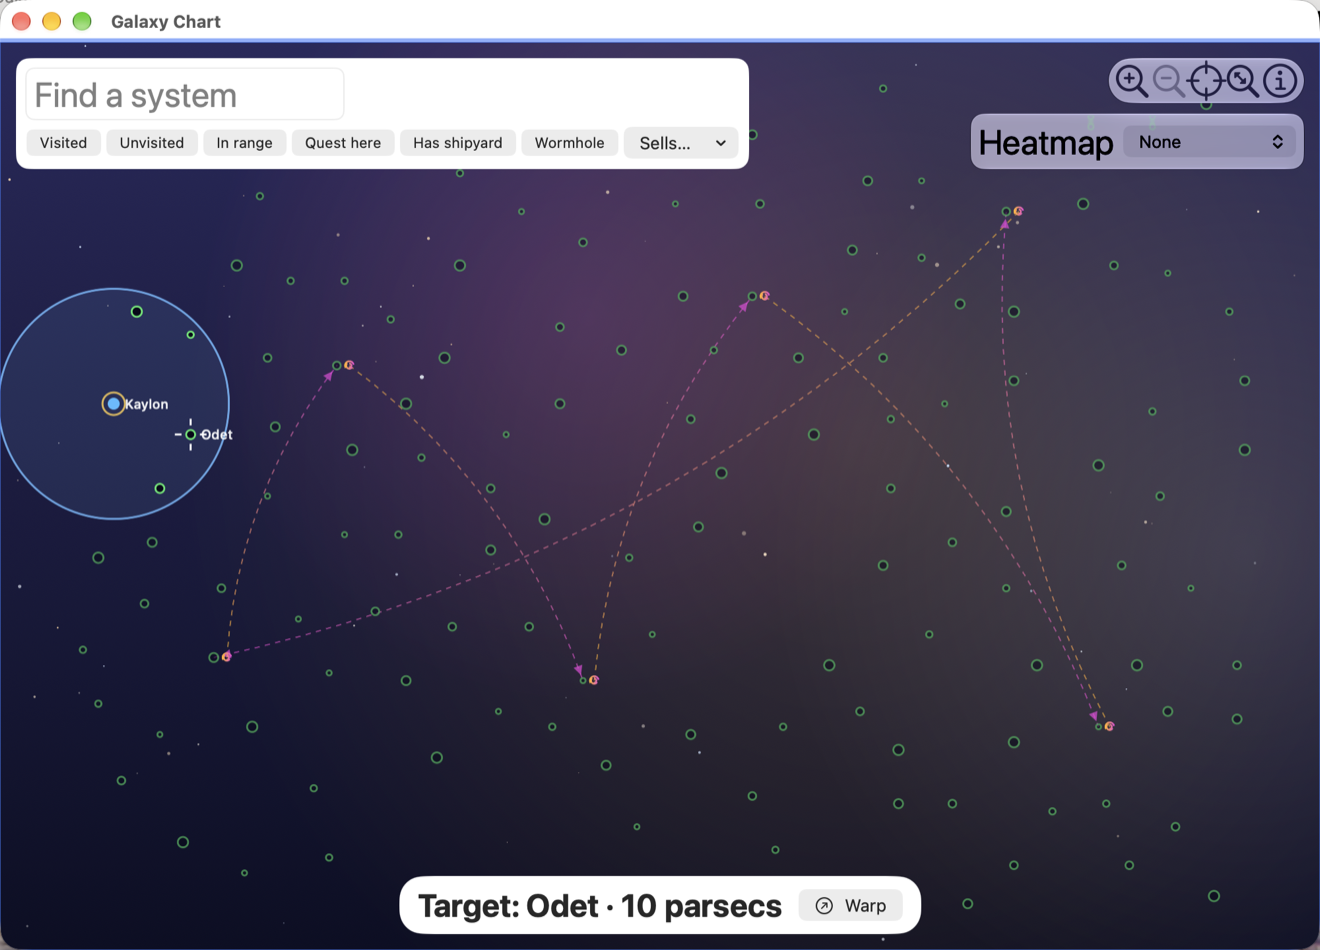 Galaxy Chart
Find a system
Visited Unvisited In range Quest here Has shipyard Wormhole Sells...
Heatmap None
Kaylon
Odet
Target: Odet · 10 parsecs Warp